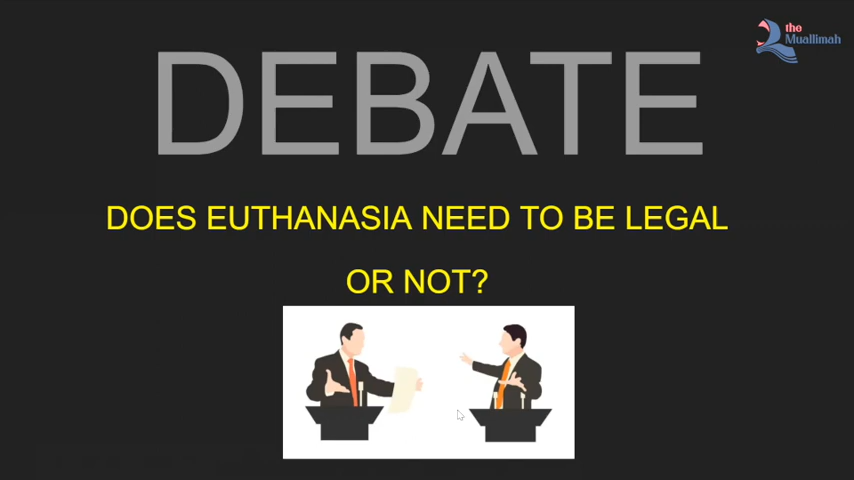 the
Muallimah
DEBATE
DOES EUTHANASIA NEED TO BE LEGAL
OR NOT?